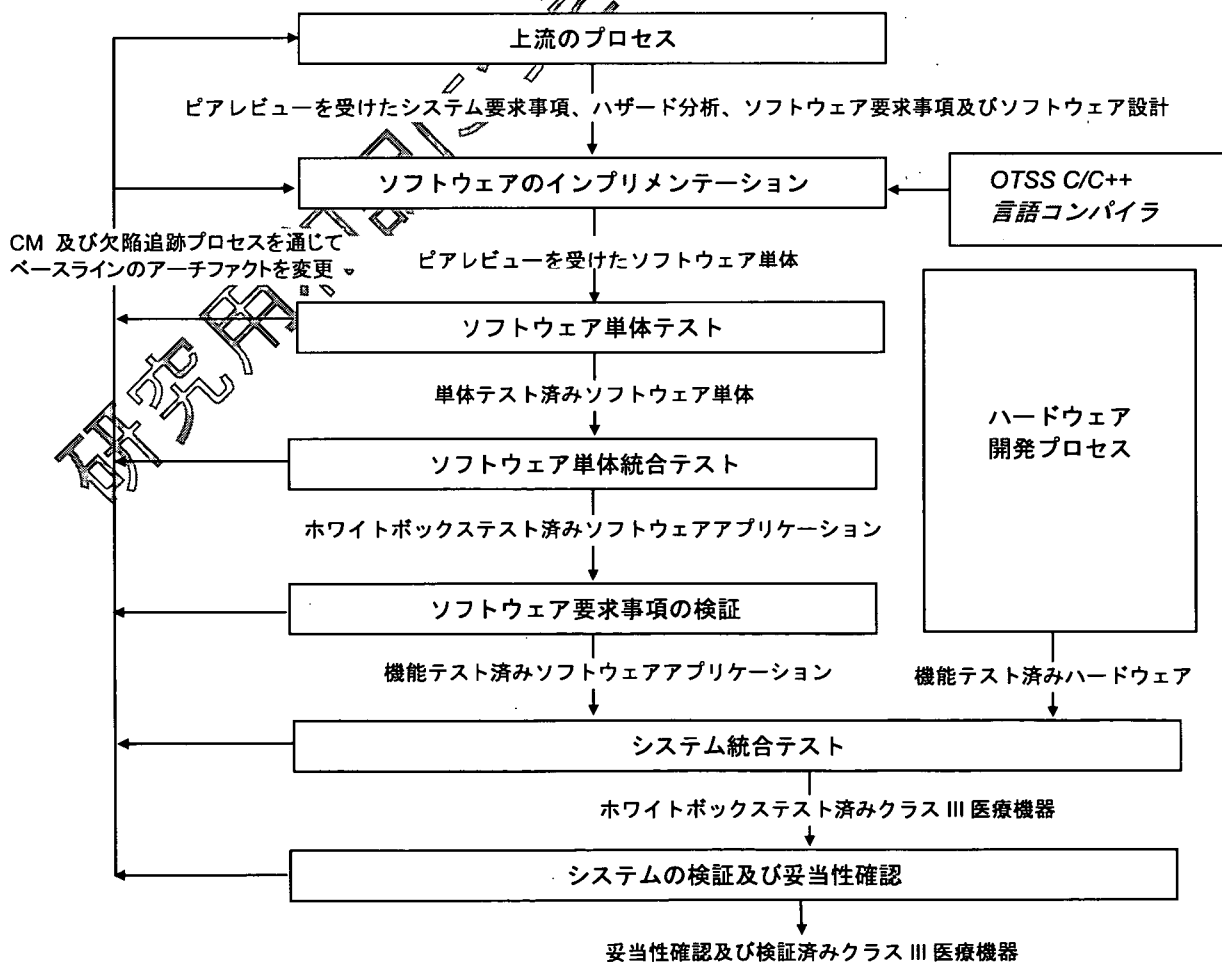 上流のプロセス
ピアレビューを受けたシステム要求事項、ハザード分析、ソフトウェア要求事項及びソフトウェア設計
ソフトウェアのインプリメンテーション
OTSS C/C++
言語コンパイラ
CM 及び欠陥追跡プロセスを通じて
ベースラインのアーチファクトを変更
ピアレビューを受けたソフトウェア単体
ソフトウェア単体テスト
単体テスト済みソフトウェア単体
ハードウェア
開発プロセス
ソフトウェア単体統合テスト
ホワイトボックステスト済みソフトウェアアプリケーション
ソフトウェア要求事項の検証
機能テスト済みソフトウェアアプリケーション
機能テスト済みハードウェア
システム統合テスト
ホワイトボックステスト済みクラス III 医療機器
システムの検証及び妥当性確認
妥当性確認及び検証済みクラス III 医療機器
研究用